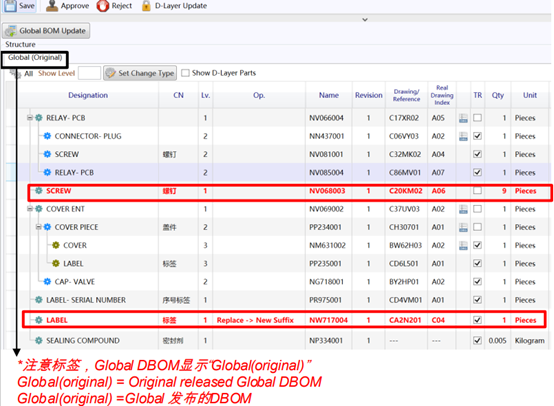 Save Approve Reject D-Layer Update
Global BOM Update
Structure
Global (Original)
All Show Level Set Change Type Show D-Layer Parts
Designation CN Lv. Op. Name Revision Drawing/ Reference Real Drawing Index TR Qty Unit
RELAY- PCB 1 NV066004 1 C17XR02 A05 1 Pieces
CONNECTOR- PLUG 2 NN437001 1 C06VY03 A02 1 Pieces
SCREW 螺钉 2 NV081001 1 C32MK02 A04 1 Pieces
RELAY- PCB 2 NV085004 1 C86MV01 A07 1 Pieces
SCREW 螺钉 1 NV068003 1 C20KM02 A06 9 Pieces
COVER ENT 1 NV069002 1 C37UV03 A02 1 Pieces
COVER PIECE 盖件 2 PP234001 1 CH30701 A01 1 Pieces
COVER 3 NM631002 1 BW62H03 A02 1 Pieces
LABEL 标签 3 PP235001 1 CD6L501 A01 1 Pieces
CAP- VALVE 2 NG718001 1 BY2HP01 A02 1 Pieces
LABEL- SERIAL NUMBER 序号标签 1 PR975001 1 CD4VM01 A01 1 Pieces
LABEL 标签 1 Replace -> New Suffix NW717004 1 CA2N201 C04 1 Pieces
SEALING COMPOUND 密封剂 1 NP334001 1 --- --- 0.005 Kilogram
*注意标签，Global DBOM显示“Global(original)”
Global(original) = Original released Global DBOM
Global(original) =Global 发布的DBOM